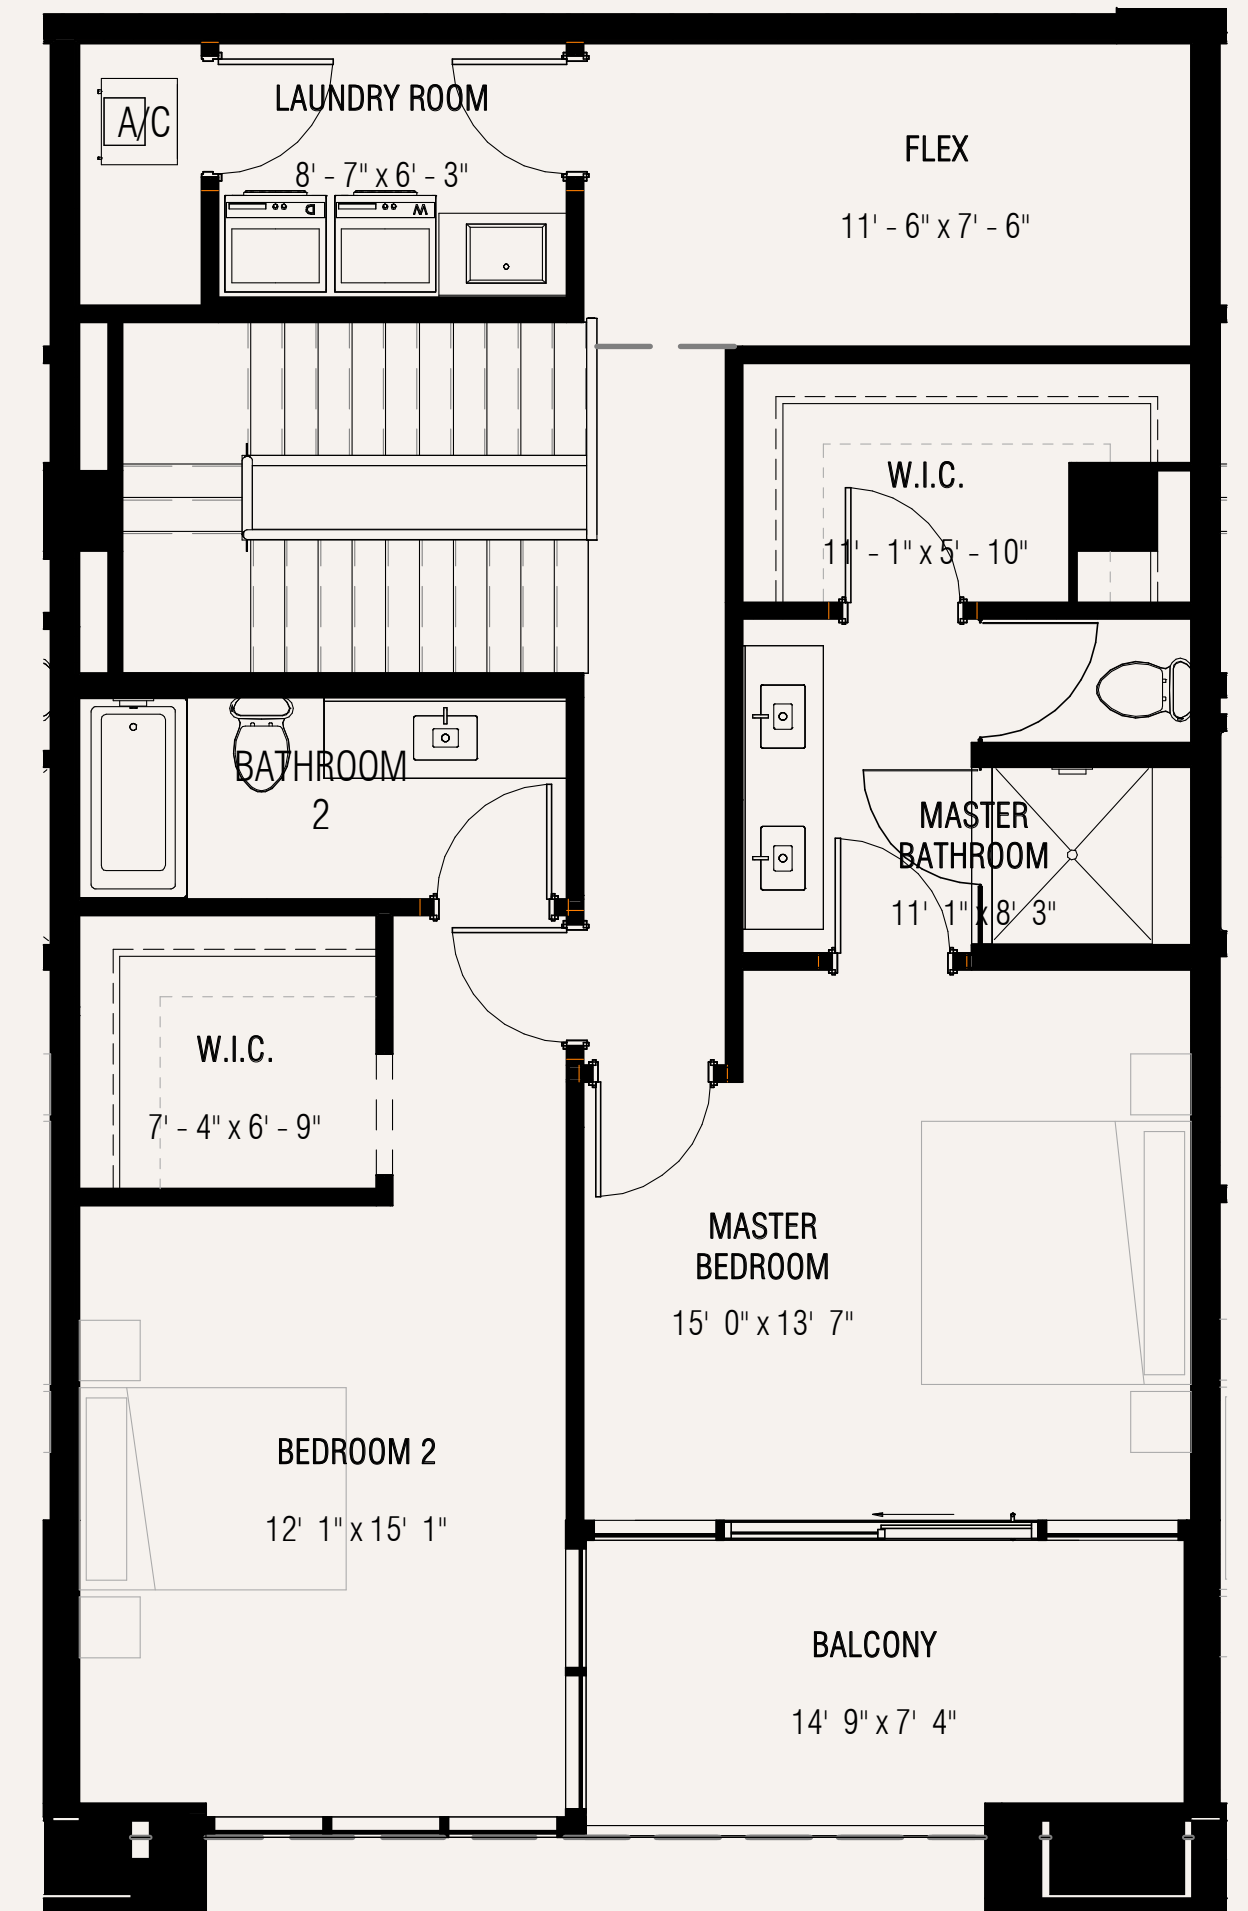 LAUNDRY ROOM
8' - 7" x 6' - 3"
A/C
D
W
FLEX
11' - 6" x 7' - 6"
W.I.C.
11' - 1" x 5' - 10"
BATHROOM
2
MASTER
BATHROOM
11' 1" x 8' 3"
W.I.C.
7' - 4" x 6' - 9"
MASTER
BEDROOM
15' 0" x 13' 7"
BEDROOM 2
12' 1" x 15' 1"
BALCONY
14' 9" x 7' 4"